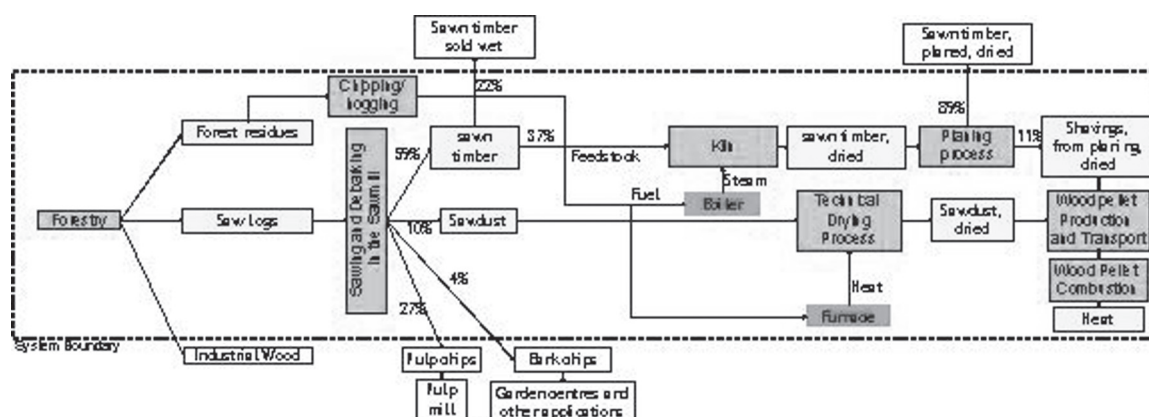 Sawn timber
sold wet
Sawn timber,
planed, dried
Chipping/
hogging
22%
89%
Forest residues
sawn
timber
37%
Feedstock
Kiln
sawn timber,
dried
Planing
process
11%
Shavings,
from planing,
dried
59%
Steam
Fuel
Boiler
Forestry
Saw Logs
Sawing and Debarking
in the Sawmill
10%
Sawdust
Technical
Drying
Process
Sawdust,
dried
Wood pellet
Production
and Transport
4%
27%
Heat
Furnace
Wood Pellet
Combustion
Heat
System Boundary
Industrial Wood
Pulpchips
Barkchips
Pulp
mill
Gardencentres and
other applications